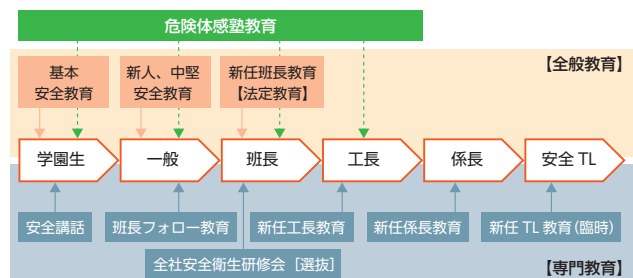 危険体感塾教育
【全般教育】
基本
安全教育
新人、中堅
安全教育
新任班長教育
【法定教育】
学園生
一般
班長
工長
係長
安全 TL
安全講話
班長フォロー教育
新任工長教育
新任係長教育
新任 TL 教育(臨時)
全社安全衛生研修会［選抜］
【専門教育】